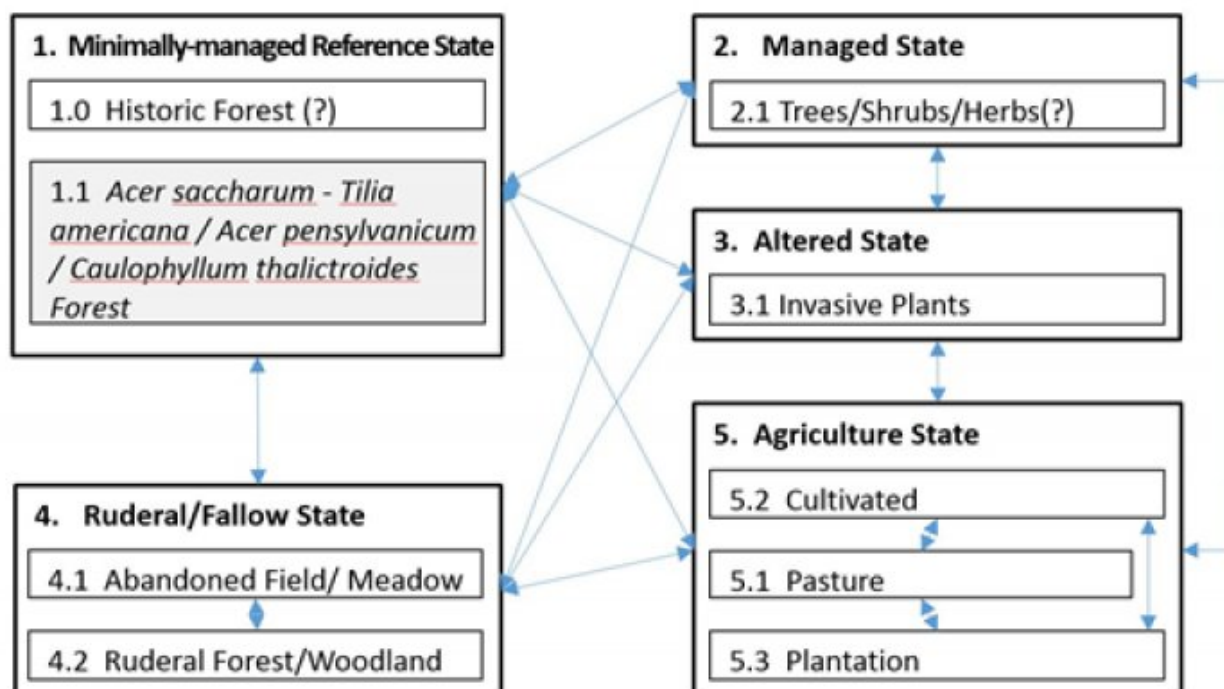 1. Minimally-managed Reference State
1.0 Historic Forest (?)
1.1 Acer saccharum - Tilia
americana / Acer pensylvanicum
/ Caulophyllum thalictroides
Forest
4. Ruderal/Fallow State
4.1 Abandoned Field/ Meadow
4.2 Ruderal Forest/Woodland
2. Managed State
2.1 Trees/Shrubs/Herbs(?)
3. Altered State
3.1 Invasive Plants
5. Agriculture State
5.2 Cultivated
5.1 Pasture
5.3 Plantation